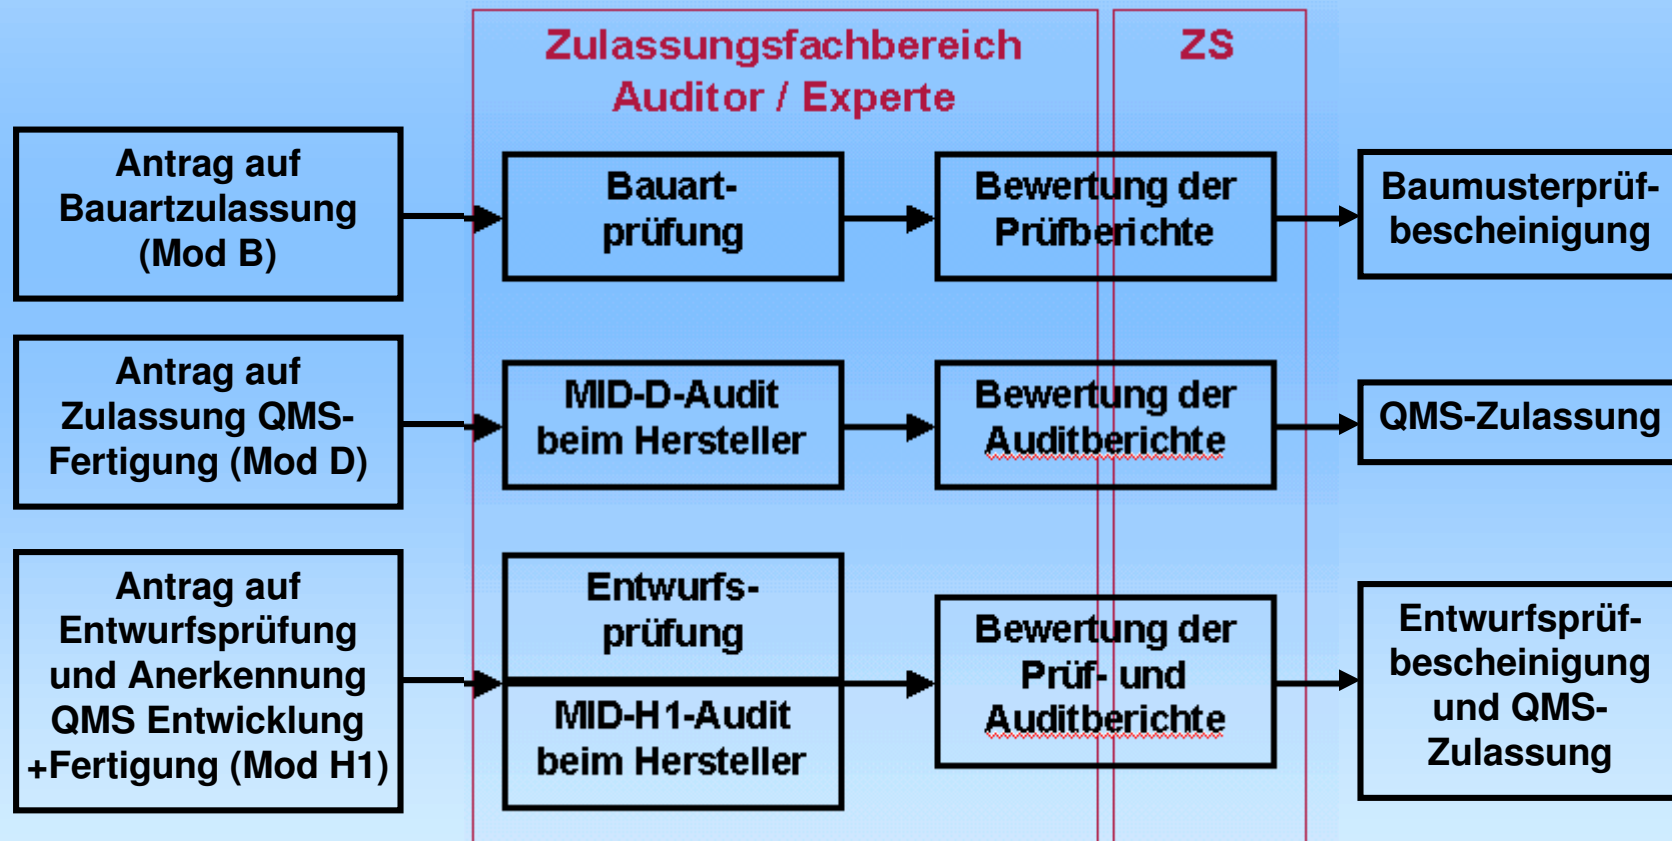 Zulassungsfachbereich
Auditor / Experte
ZS
Antrag auf
Bauartzulassung
(Mod B)
Bauart-
prüfung
Bewertung der
Prüfberichte
Baumusterprüf-
bescheinigung
Antrag auf
Zulassung QMS-
Fertigung (Mod D)
MID-D-Audit
beim Hersteller
Bewertung der
Auditberichte
QMS-Zulassung
Antrag auf
Entwurfsprüfung
und Anerkennung
QMS Entwicklung
+Fertigung (Mod H1)
Entwurfs-
prüfung
MID-H1-Audit
beim Hersteller
Bewertung der
Prüf- und
Auditberichte
Entwurfsprüf-
bescheinigung
und QMS-
Zulassung